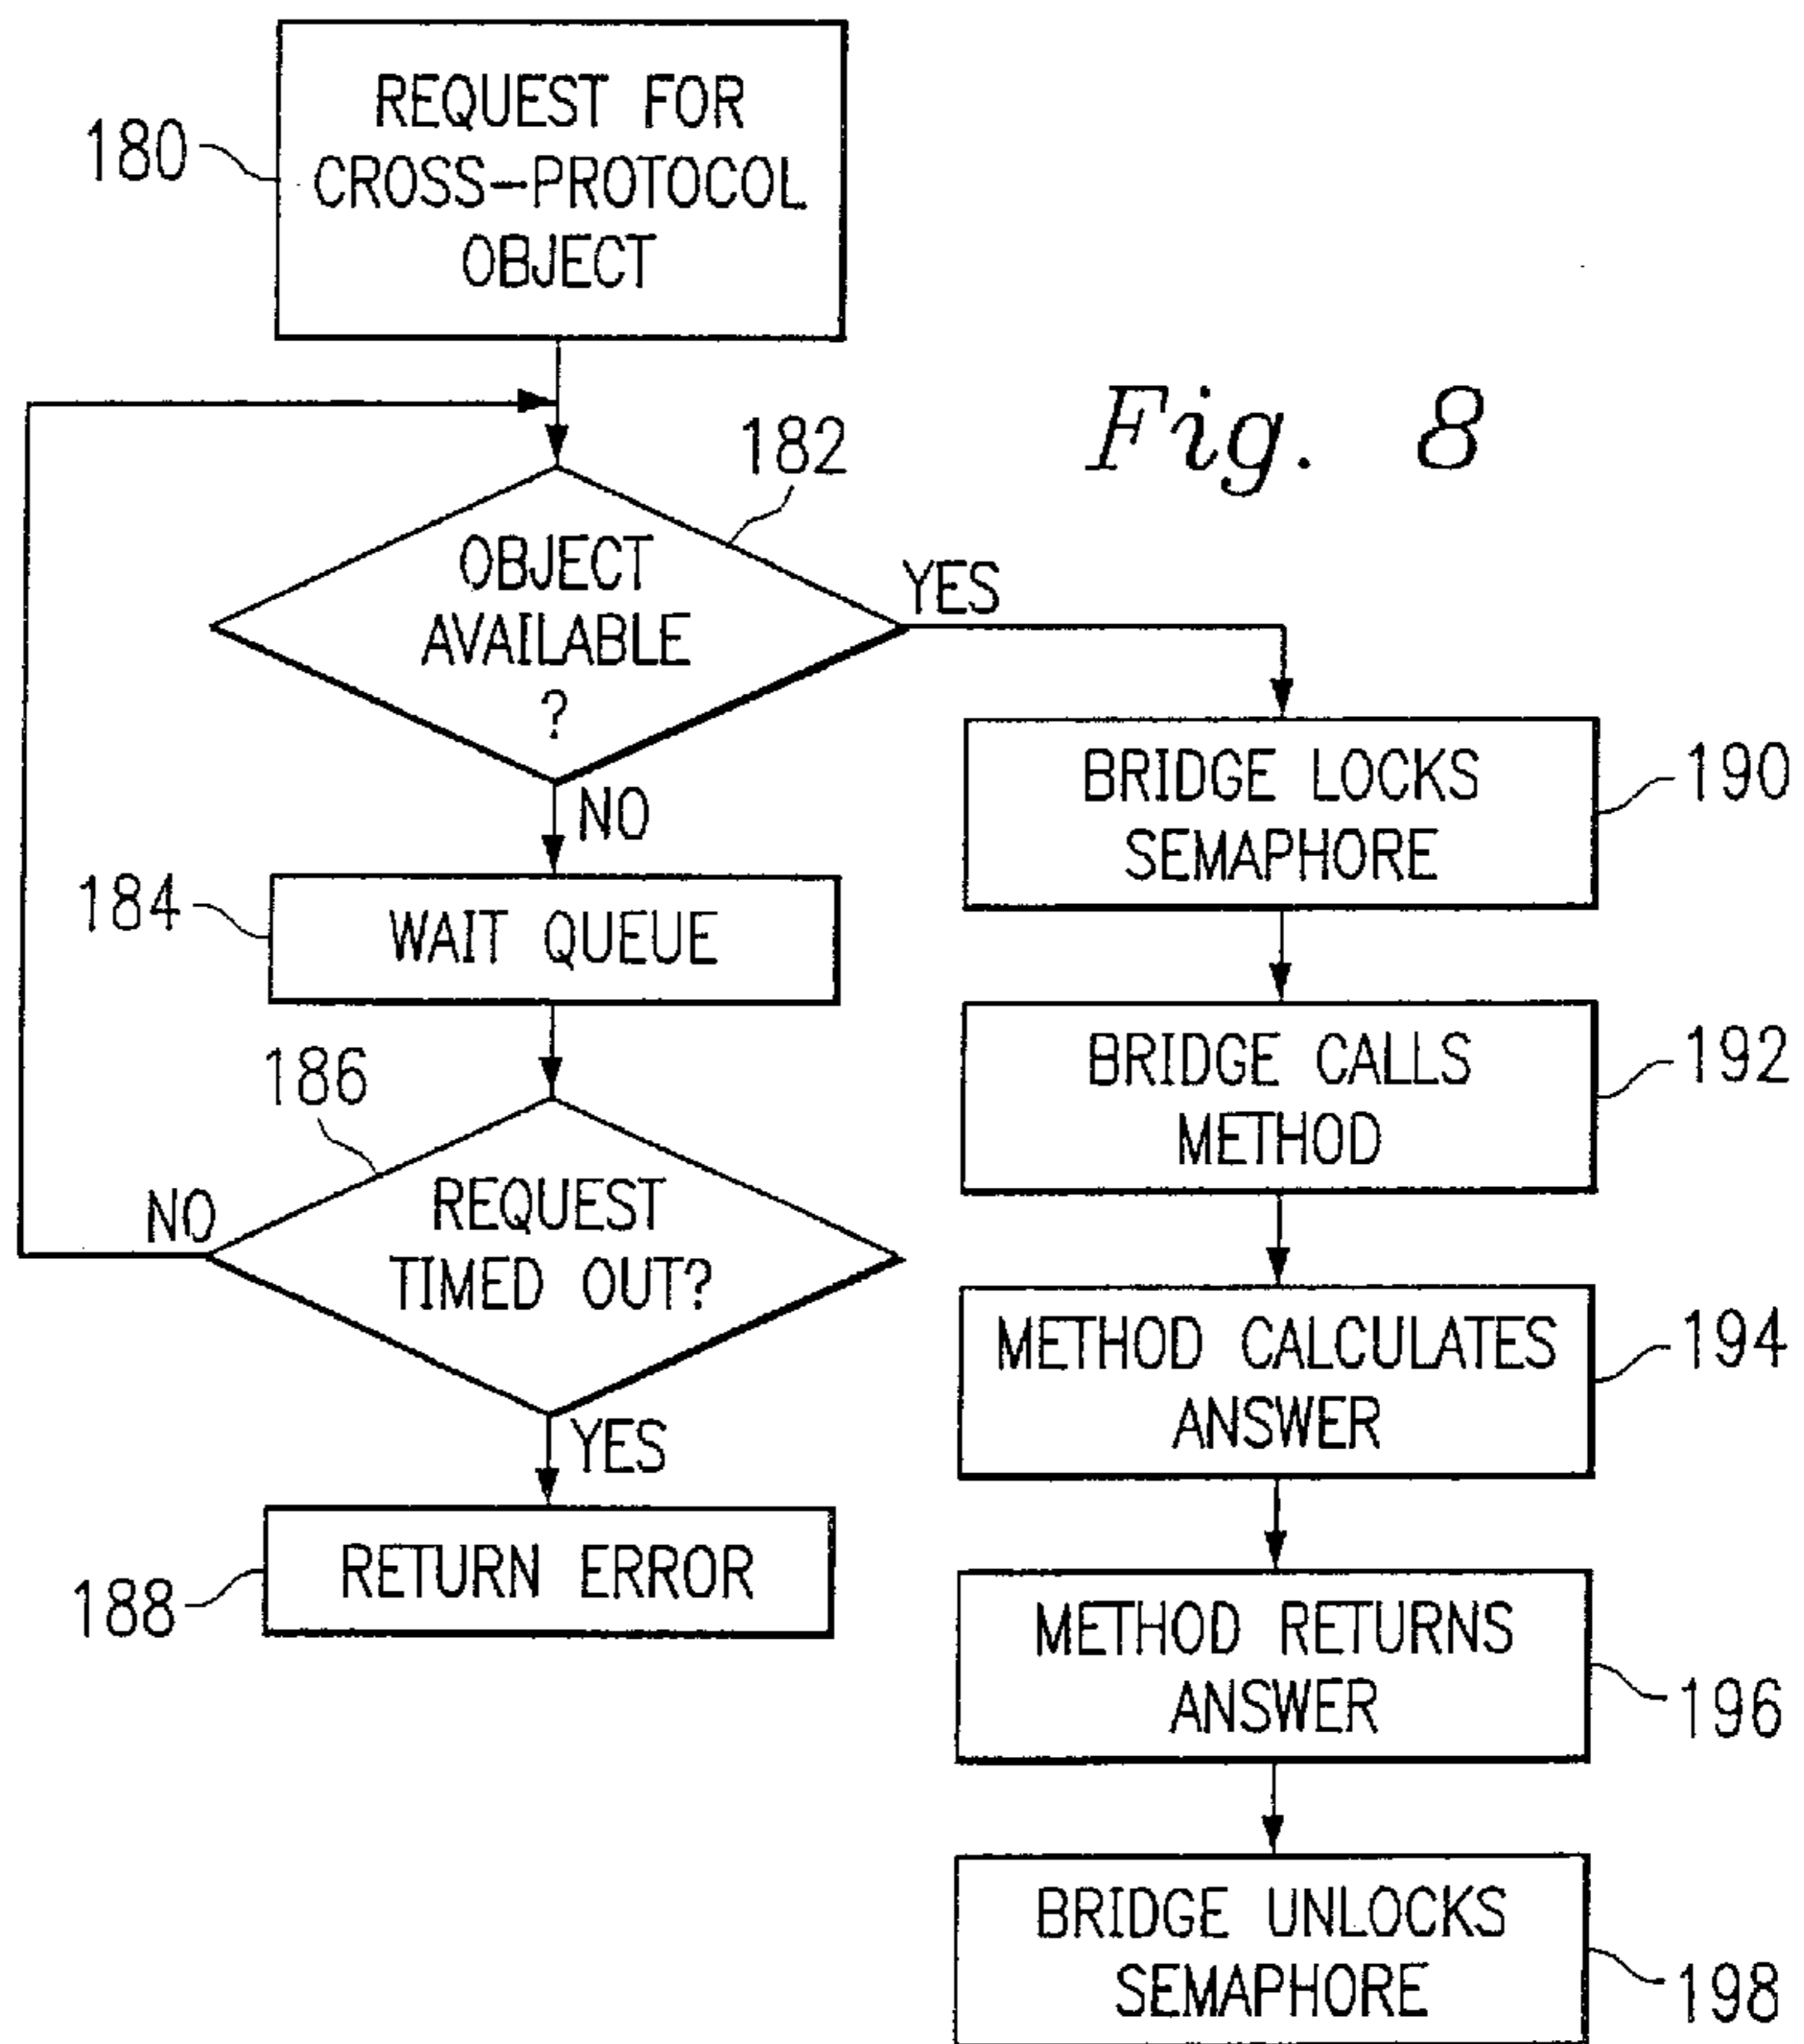 REQUEST FOR
CROSS-PROTOCOL
OBJECT
180
Fig. 8
182
OBJECT
AVAILABLE
?
YES
NO
184
WAIT QUEUE
186
REQUEST
TIMED OUT?
NO
YES
188
RETURN ERROR
BRIDGE LOCKS
SEMAPHORE
190
BRIDGE CALLS
METHOD
192
METHOD CALCULATES
ANSWER
194
METHOD RETURNS
ANSWER
196
BRIDGE UNLOCKS
SEMAPHORE
198